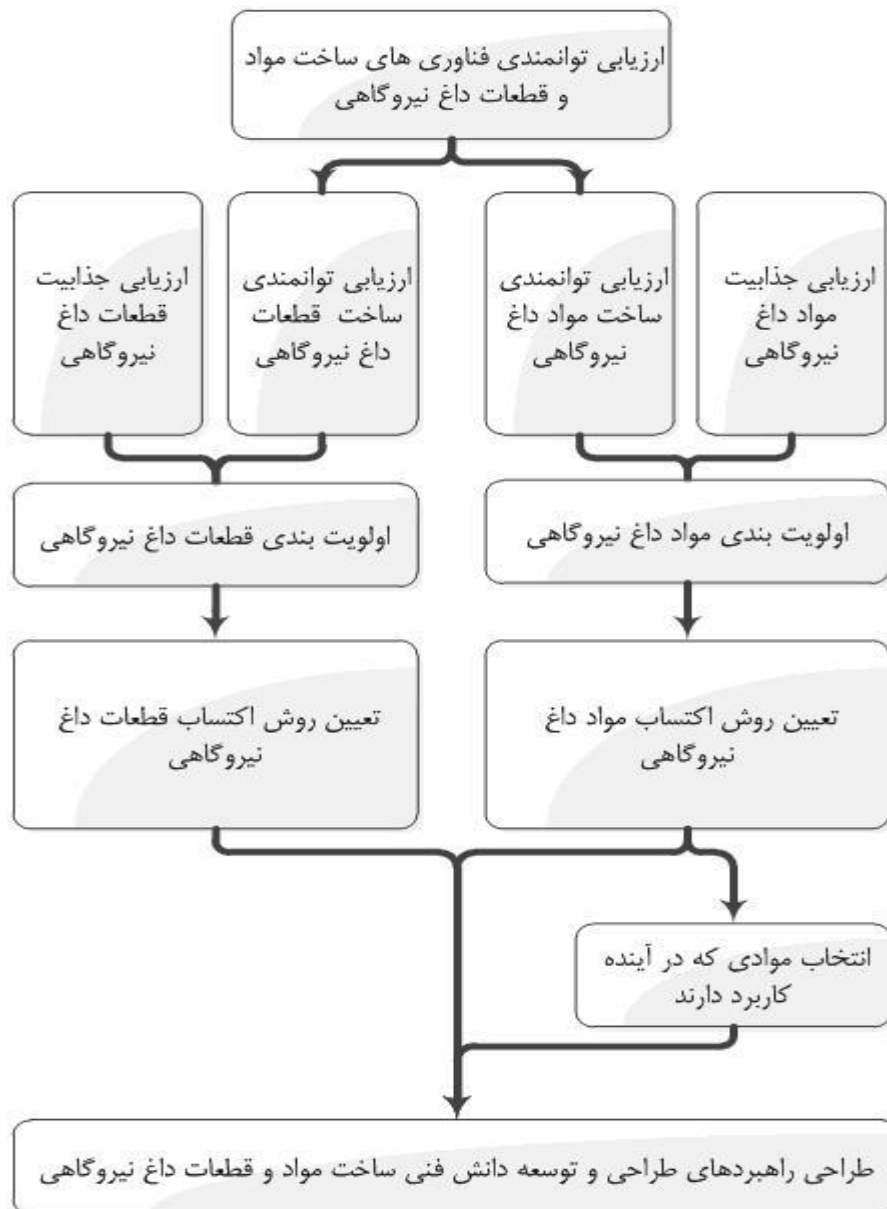 ارزیابی توانمندی فناوری های ساخت مواد
و قطعات داغ نیروگاهی
ارزیابی جذابیت
مواد داغ
نیروگاهی
ارزیابی توانمندی
ساخت مواد داغ
نیروگاهی
ارزیابی توانمندی
ساخت قطعات
داغ نیروگاهی
ارزیابی جذابیت
قطعات داغ
نیروگاهی
اولویت بندی مواد داغ نیروگاهی
اولویت بندی قطعات داغ نیروگاهی
تعیین روش اکتساب مواد داغ
نیروگاهی
تعیین روش اکتساب قطعات داغ
نیروگاهی
انتخاب موادی که در آینده
کاربرد دارند
طراحی راهبردهای طراحی و توسعه دانش فنی ساخت مواد و قطعات داغ نیروگاهی